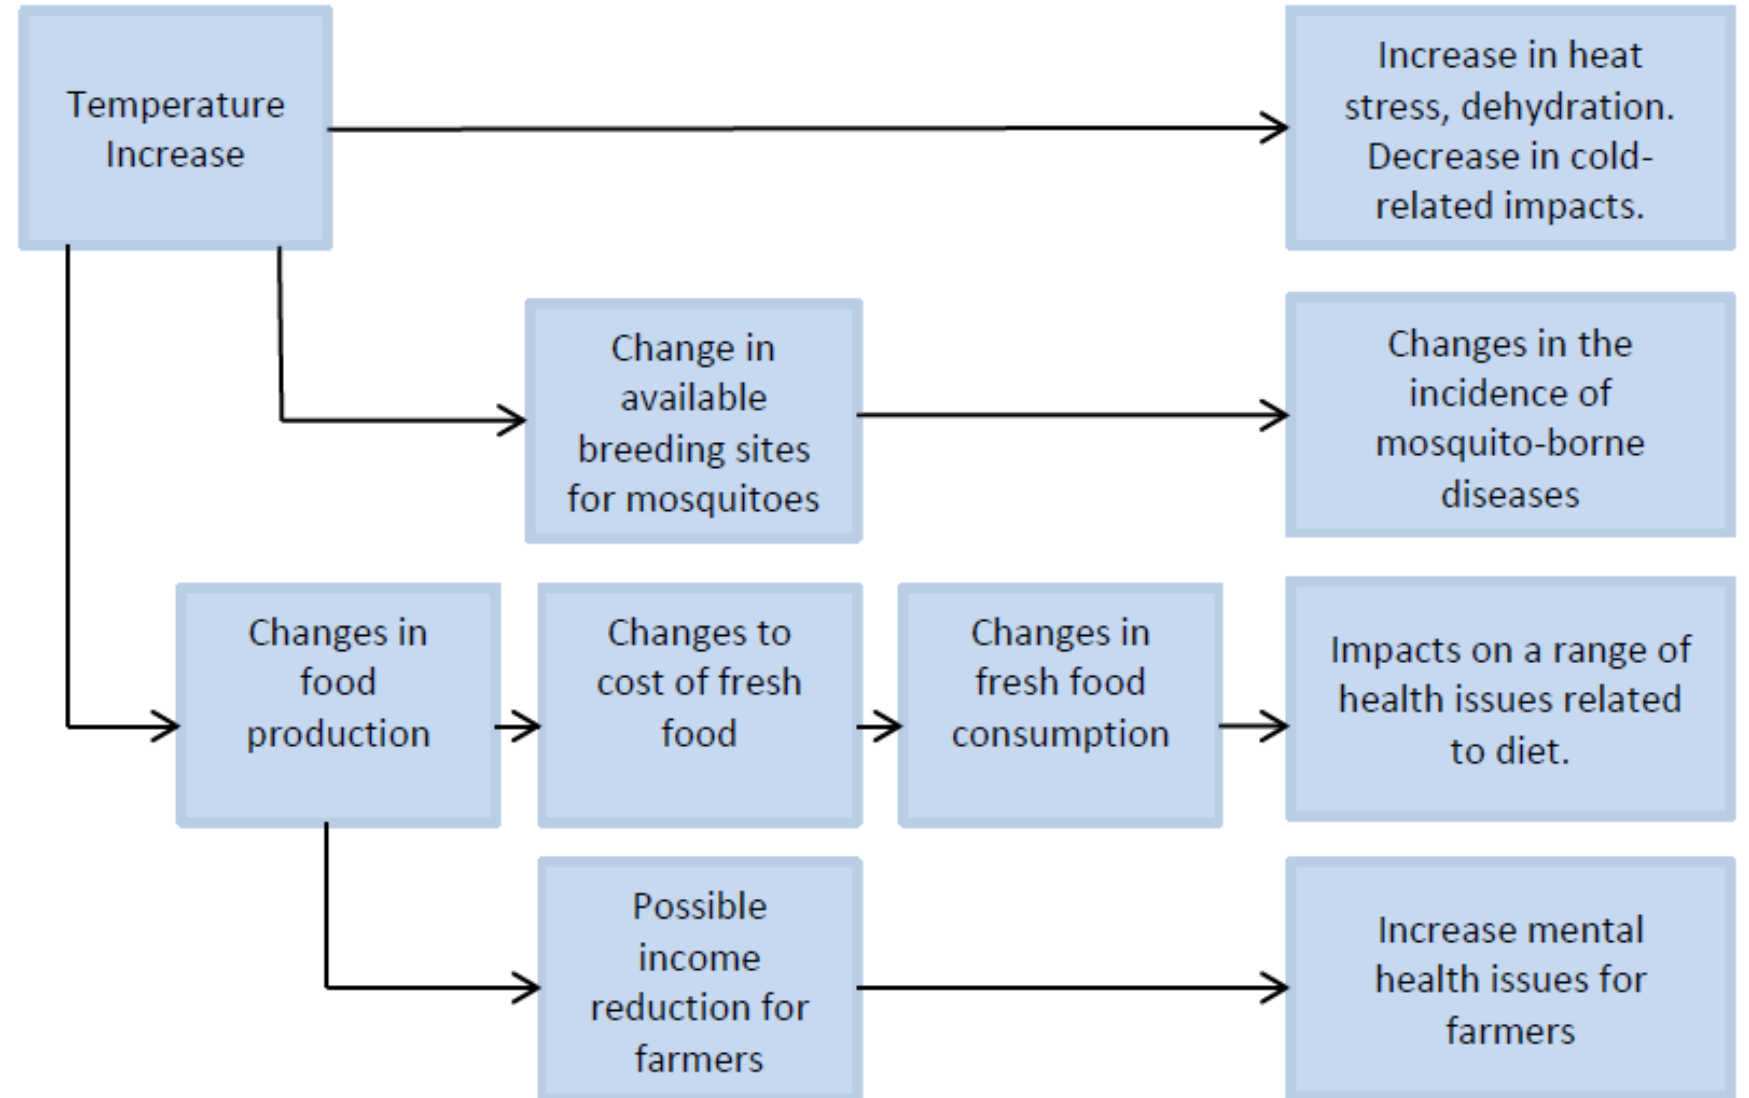 Temperature
Increase
Increase in heat
stress, dehydration.
Decrease in cold-
related impacts.
Change in
available
breeding sites
for mosquitoes
Changes in the
incidence of
mosquito-borne
diseases
Changes in
food
production
Changes to
cost of fresh
food
Changes in
fresh food
consumption
Impacts on a range of
health issues related
to diet.
Possible
income
reduction for
farmers
Increase mental
health issues for
farmers